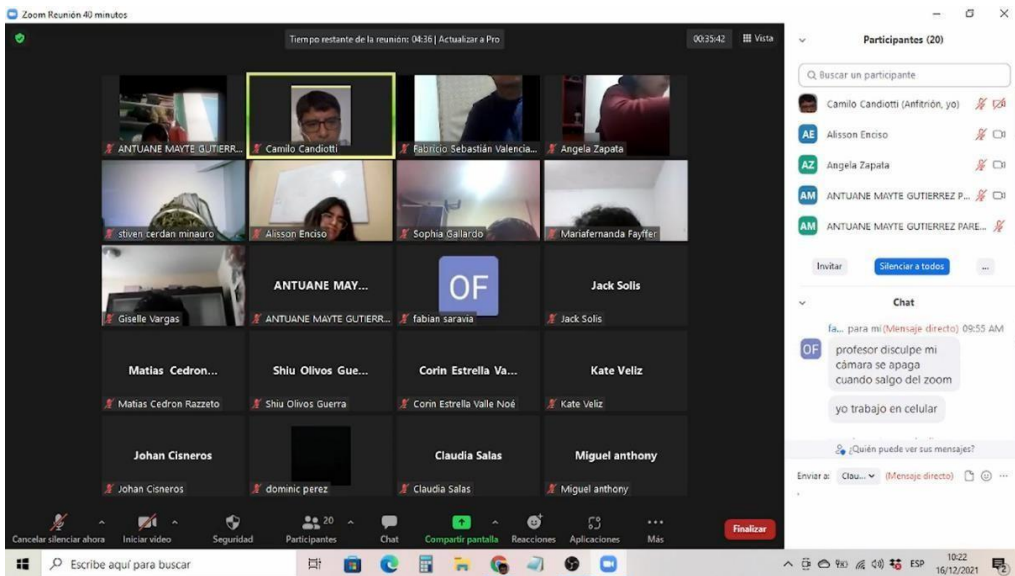 Zoom Reunión 40 minutos
Tiempo restante de la reunión: 04:36 | Actualizar a Pro
00:35:42
Vista
ANTUANE MAYTE GUTIERR...
Camilo Candiotti
Fabricio Sebastián Valencia...
Angela Zapata
stiven cerdan minauro
Alisson Enciso
Sophia Gallardo
Mariafernanda Fayffer
Giselle Vargas
ANTUANE MAY...
ANTUANE MAYTE GUTIERR...
OF
fabian saravia
Jack Solis
Jack Solis
Matias Cedron...
Matias Cedron Razzeto
Shiu Olivos Gue...
Shiu Olivos Guerra
Corin Estrella Va...
Corin Estrella Valle Noé
Kate Veliz
Kate Veliz
Johan Cisneros
Johan Cisneros
dominic perez
Claudia Salas
Claudia Salas
Miguel anthony
Miguel anthony
Cancelar silenciar ahora
Iniciar video
Seguridad
20
Participantes
Chat
Compartir pantalla
Reacciones
Aplicaciones
Más
Finalizar
Participantes (20)
Buscar un participante
Camilo Candiotti (Anfitrión, yo)
AE
Alisson Enciso
AZ
Angela Zapata
AM
ANTUANE MAYTE GUTIERREZ P...
AM
ANTUANE MAYTE GUTIERREZ PARE...
Invitar
Silenciar a todos
...
Chat
fa... para mi (Mensaje directo) 09:55 AM
OF
profesor disculpe mi
cámara se apaga
cuando salgo del zoom
yo trabajo en celular
¿Quién puede ver sus mensajes?
Enviar a: Clau... (Mensaje directo)
Escribe aquí para buscar
ESP
10:22
16/12/2021